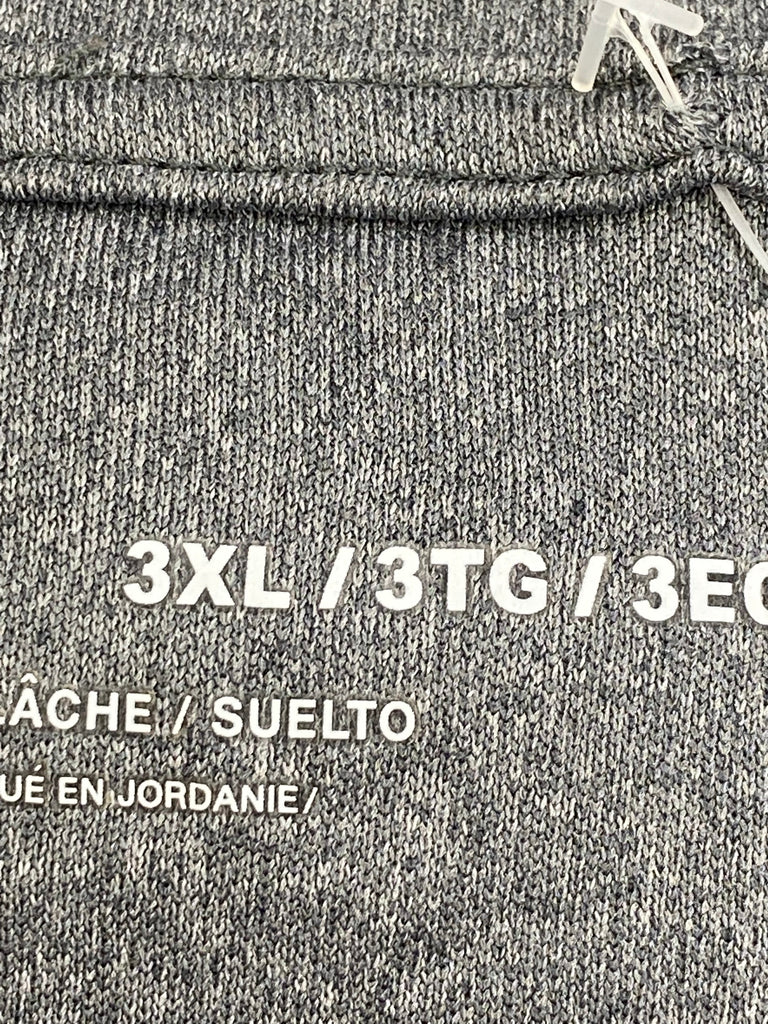 3XL / 3TG / 3EG
LÂCHE / SUELTO
UÉ EN JORDANIE /